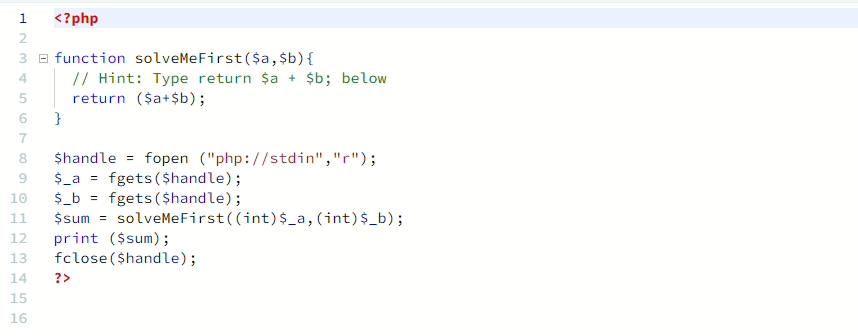 1 <?php
2
3 function solveMeFirst($a,$b){
4 // Hint: Type return $a + $b; below
5 return ($a+$b);
6 }
7
8 $handle = fopen ("php://stdin","r");
9 $_a = fgets($handle);
10 $_b = fgets($handle);
11 $sum = solveMeFirst((int)$_a,(int)$_b);
12 print ($sum);
13 fclose($handle);
14 ?>
15
16